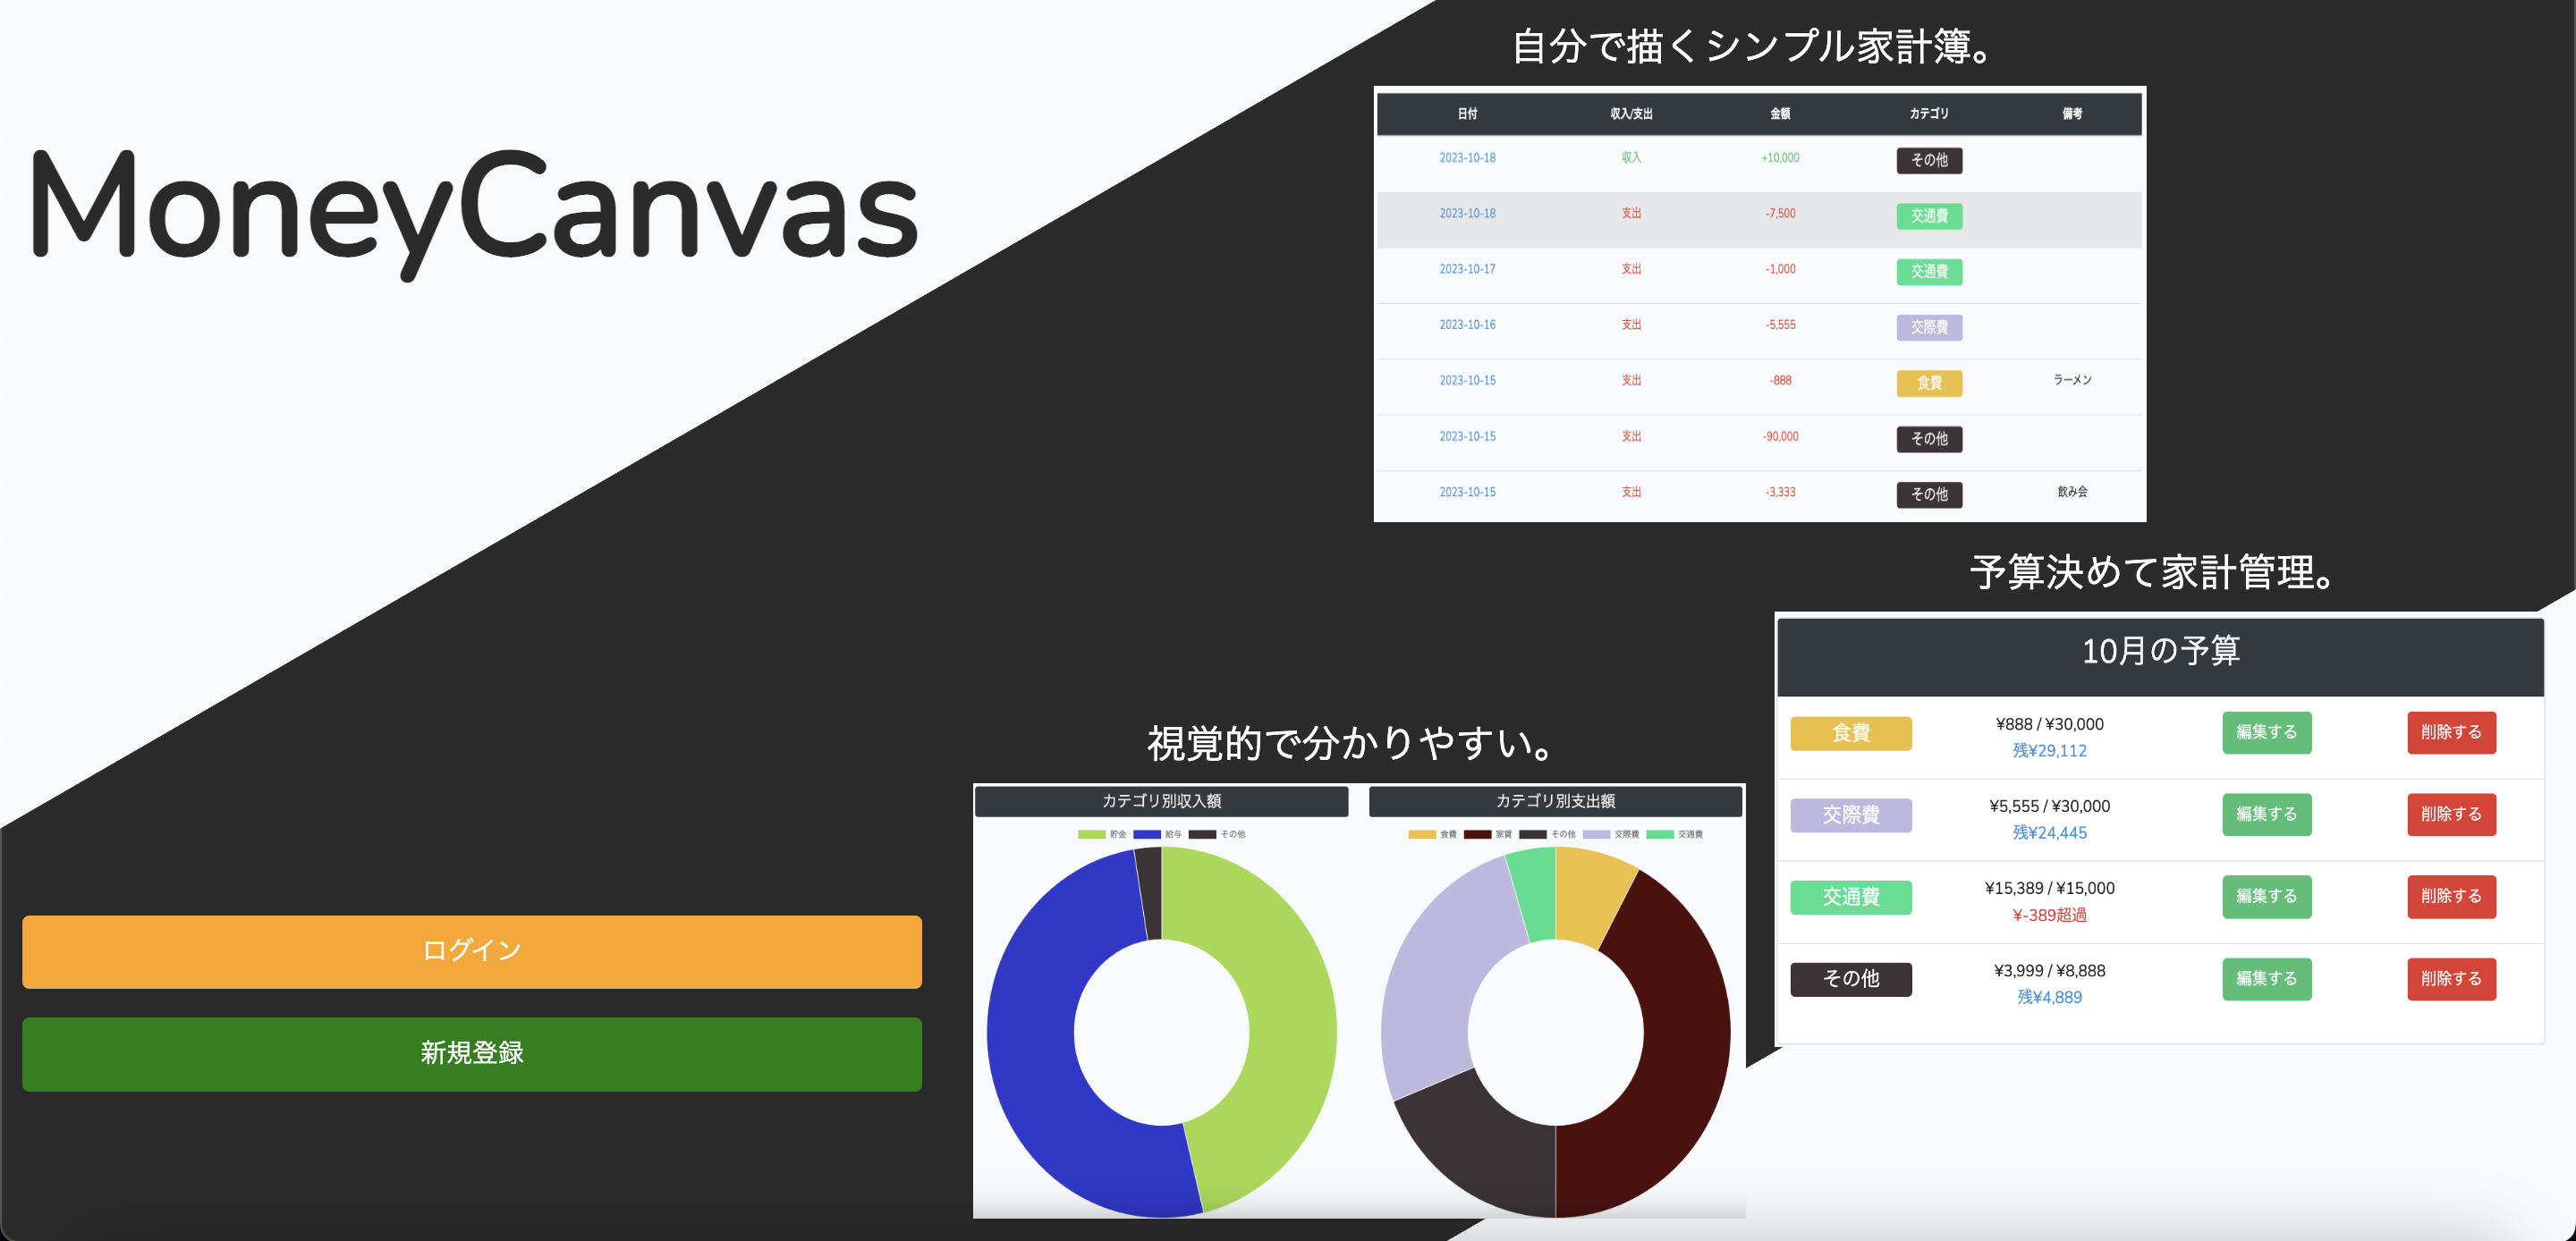 MoneyCanvas
自分で描くシンプル家計簿。
日付 収入/支出 金額 カテゴリ 備考
2023-10-18 収入 +10,000 その他
2023-10-18 支出 -7,500 交通費
2023-10-17 支出 -1,000 交通費
2023-10-16 支出 -5,555 交際費
2023-10-15 支出 -888 食費 ラーメン
2023-10-15 支出 -90,000 その他
2023-10-15 支出 -3,333 その他 飲み会
予算決めて家計管理。
10月の予算
食費 ¥888 / ¥30,000 編集する 削除する
残¥29,112
交際費 ¥5,555 / ¥30,000 編集する 削除する
残¥24,445
交通費 ¥15,389 / ¥15,000 編集する 削除する
¥-389超過
その他 ¥3,999 / ¥8,888 編集する 削除する
残¥4,889
視覚的で分かりやすい。
カテゴリ別収入額
貯金 給与 その他
カテゴリ別支出額
食費 家賃 その他 交際費 交通費
ログイン
新規登録